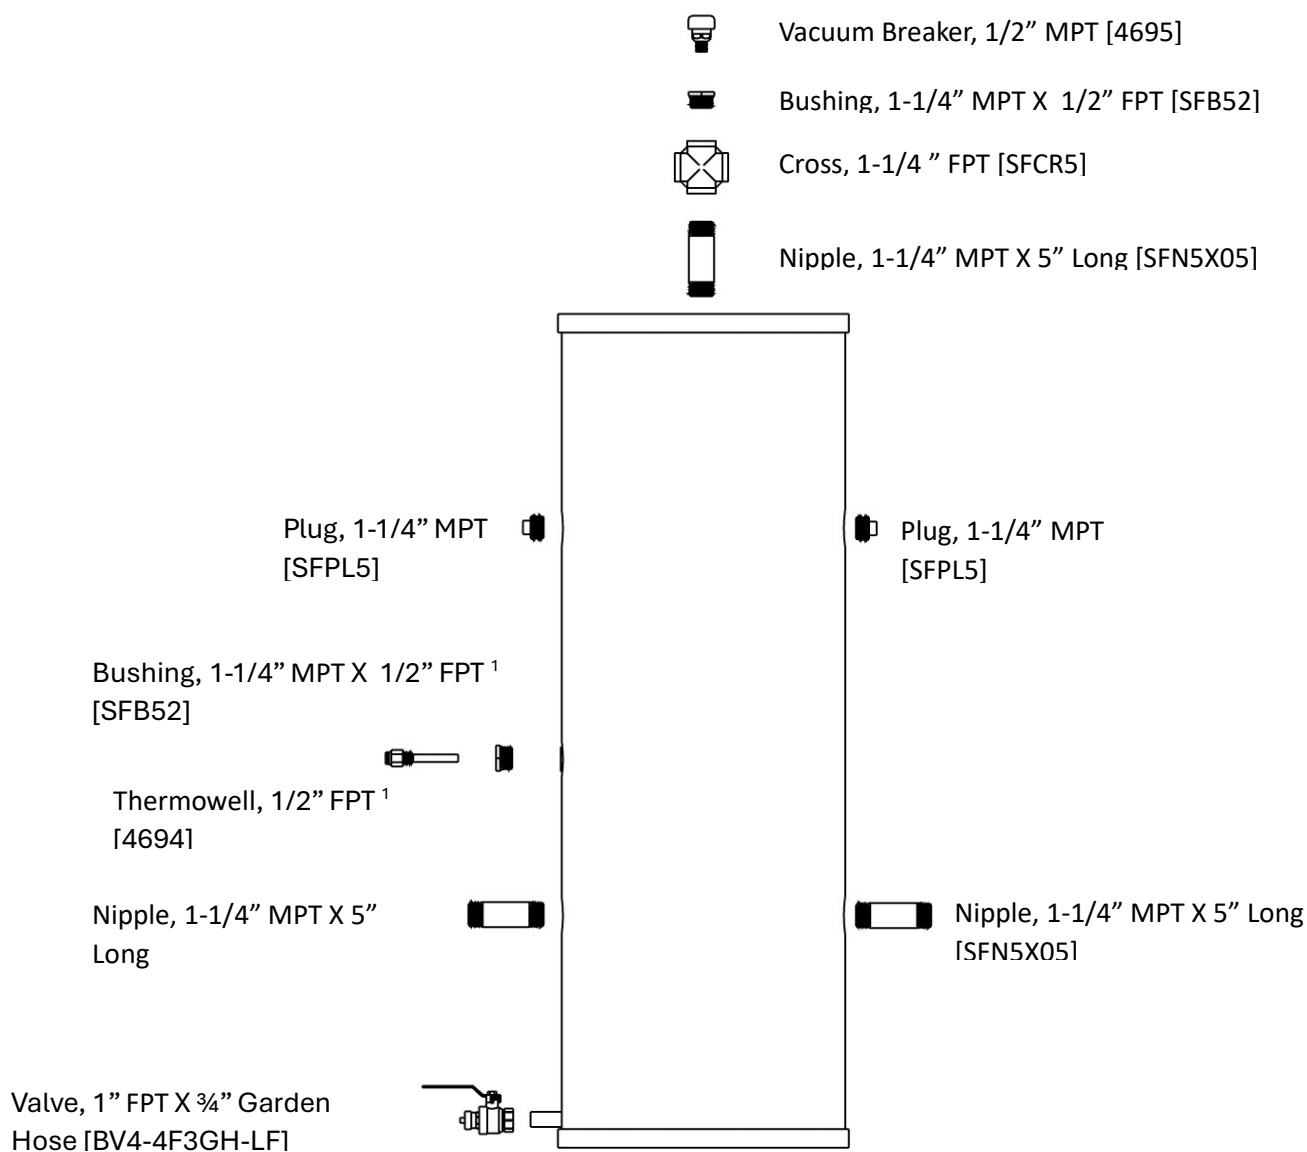 Vacuum Breaker, 1/2” MPT [4695]
Bushing, 1-1/4” MPT X  1/2” FPT [SFB52]
Cross, 1-1/4 ” FPT [SFCR5]
Nipple, 1-1/4” MPT X 5” Long [SFN5X05]
Plug, 1-1/4” MPT
[SFPL5]
Plug, 1-1/4” MPT
[SFPL5]
Bushing, 1-1/4” MPT X  1/2” FPT ¹
[SFB52]
Thermowell, 1/2” FPT ¹
[4694]
Nipple, 1-1/4” MPT X 5”
Long
Nipple, 1-1/4” MPT X 5” Long
[SFN5X05]
Valve, 1” FPT X ¾” Garden
Hose [BV4-4F3GH-LF]